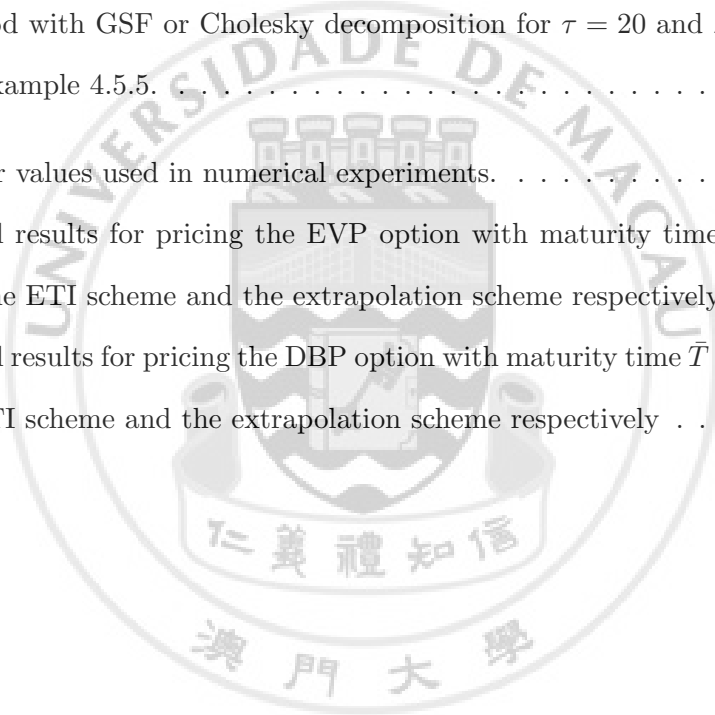 od with GSF or Cholesky decomposition for τ = 20 and
xample 4.5.5. . . . . . . . . . . . . . . . . . . . . . . .
r values used in numerical experiments. . . . . . . . . . .
l results for pricing the EVP option with maturity time
he ETI scheme and the extrapolation scheme respectively
l results for pricing the DBP option with maturity time T̄
TI scheme and the extrapolation scheme respectively . .
UNIVERSIDADE DE MACAU
仁義禮知信
澳門大學